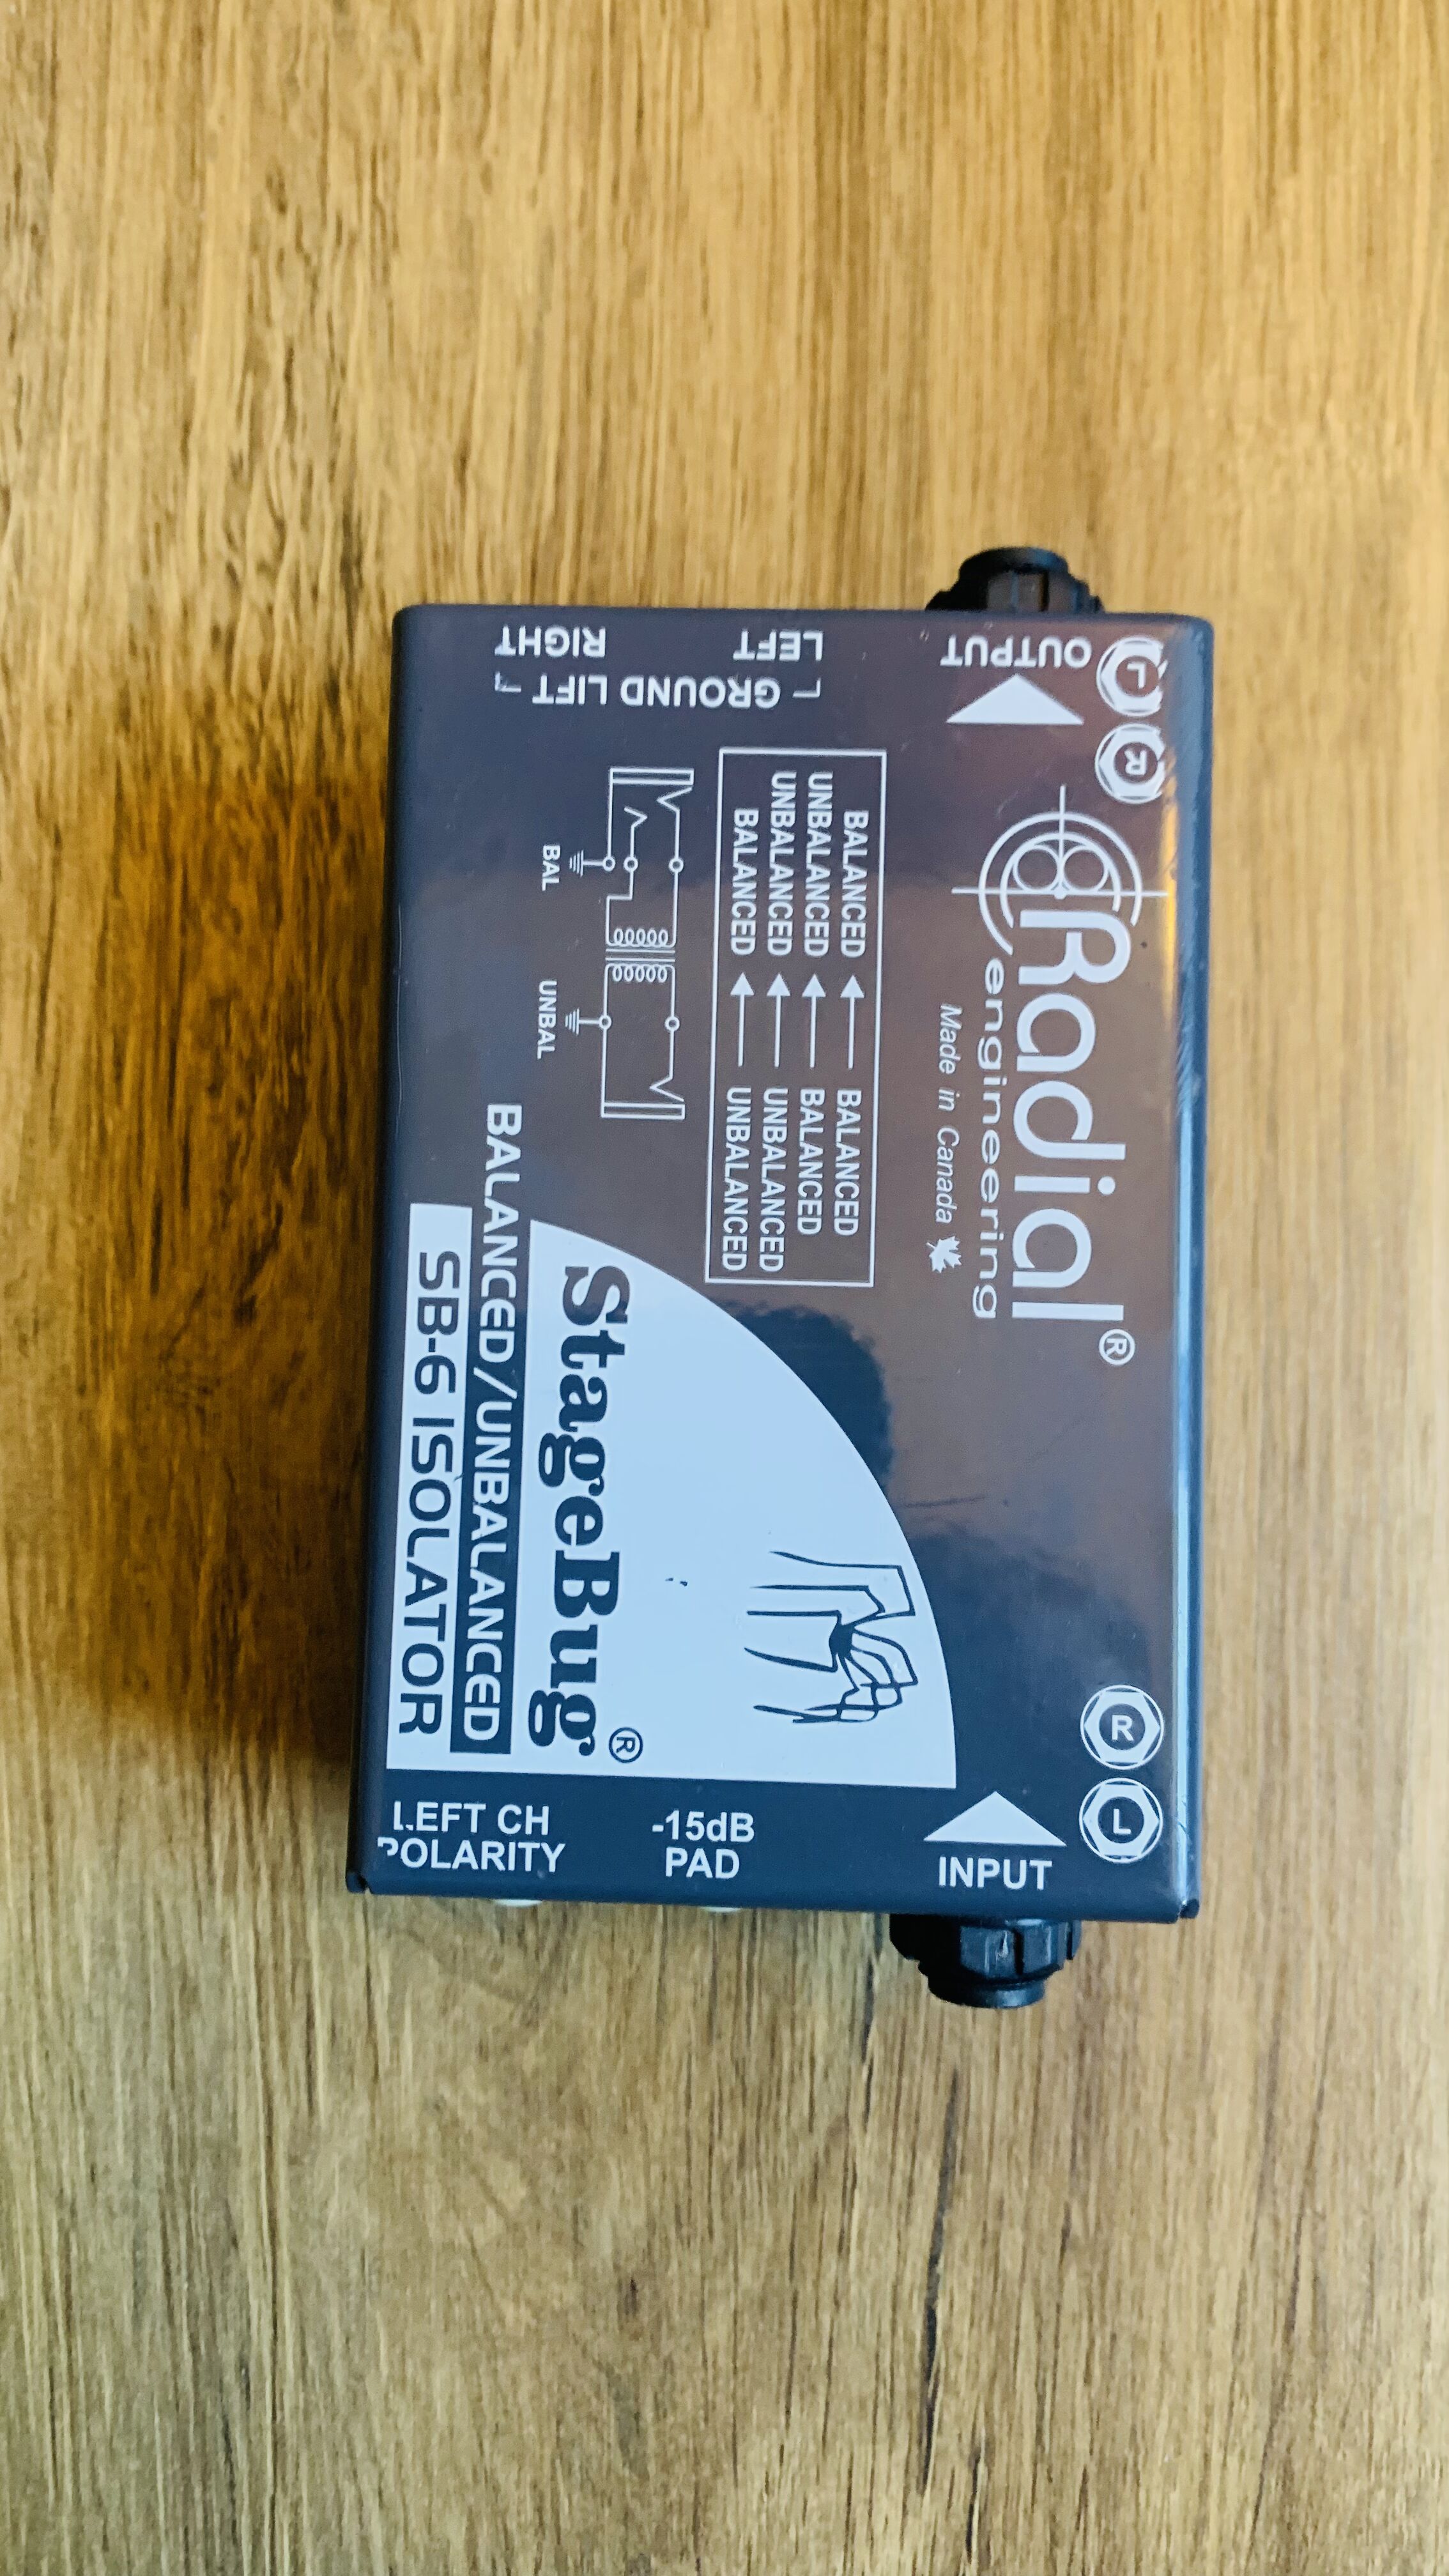 L
R
OUTPUT
LEFT
RIGHT
GROUND LIFT
Radial®
engineering
Made in Canada
BALANCED ← BALANCED
UNBALANCED ← BALANCED
UNBALANCED ← UNBALANCED
BALANCED ← UNBALANCED
BAL
UNBAL
R
L
INPUT
-15dB
PAD
LEFT CH
POLARITY
StageBug®
BALANCED/UNBALANCED
SB-6 ISOLATOR